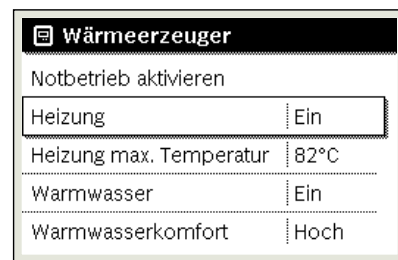 Wärmeerzeuger
Notbetrieb aktivieren
Heizung Ein
Heizung max. Temperatur 82°C
Warmwasser Ein
Warmwasserkomfort Hoch